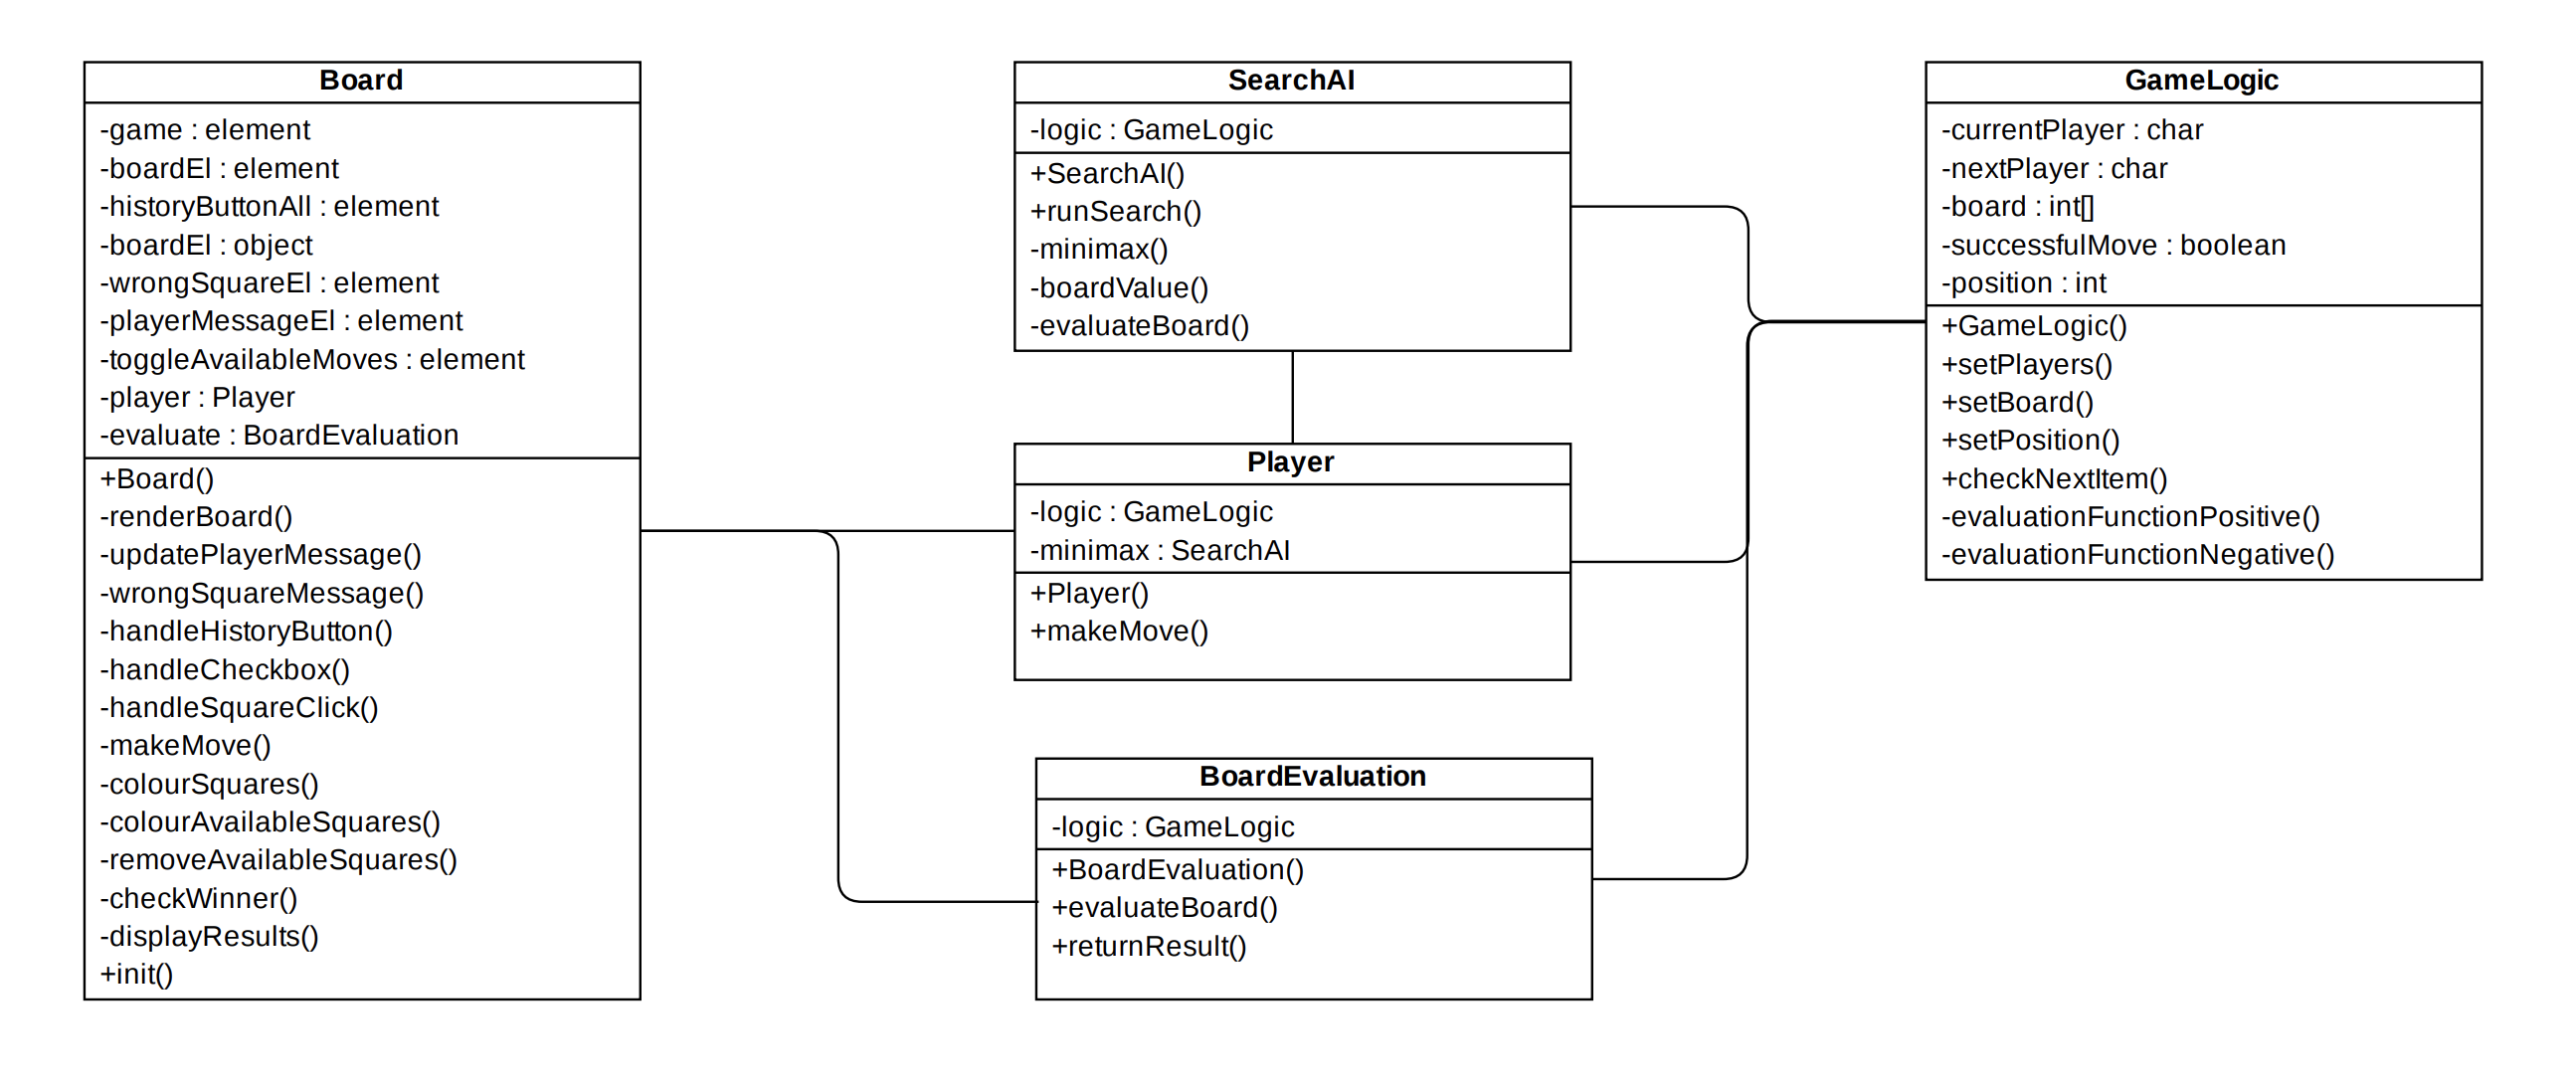 Board
-game : element
-boardEl : element
-historyButtonAll : element
-boardEl : object
-wrongSquareEl : element
-playerMessageEl : element
-toggleAvailableMoves : element
-player : Player
-evaluate : BoardEvaluation
+Board()
-renderBoard()
-updatePlayerMessage()
-wrongSquareMessage()
-handleHistoryButton()
-handleCheckbox()
-handleSquareClick()
-makeMove()
-colourSquares()
-colourAvailableSquares()
-removeAvailableSquares()
-checkWinner()
-displayResults()
+init()
SearchAI
-logic : GameLogic
+SearchAI()
+runSearch()
-minimax()
-boardValue()
-evaluateBoard()
Player
-logic : GameLogic
-minimax : SearchAI
+Player()
+makeMove()
BoardEvaluation
-logic : GameLogic
+BoardEvaluation()
+evaluateBoard()
+returnResult()
GameLogic
-currentPlayer : char
-nextPlayer : char
-board : int[]
-successfulMove : boolean
-position : int
+GameLogic()
+setPlayers()
+setBoard()
+setPosition()
+checkNextItem()
-evaluationFunctionPositive()
-evaluationFunctionNegative()